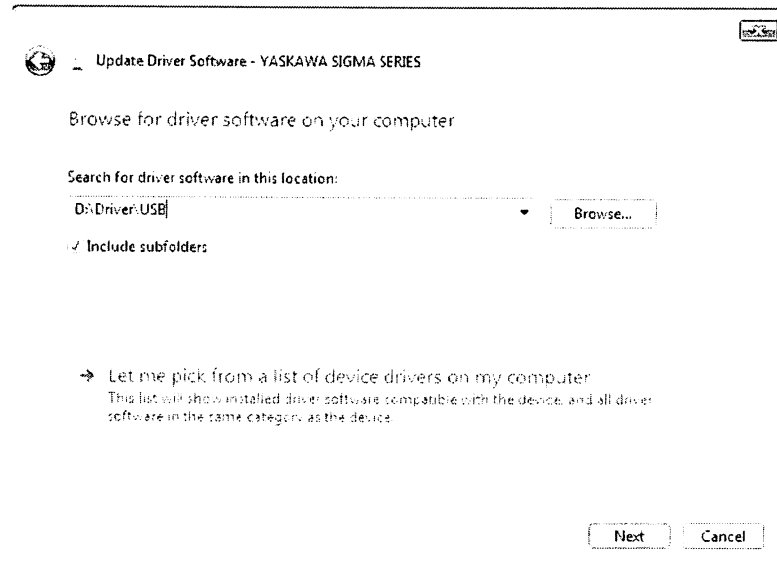 Update Driver Software - YASKAWA SIGMA SERIES
Browse for driver software on your computer
Search for driver software in this location:
D:\Driver\USB
Browse...
Include subfolders
Let me pick from a list of device drivers on my computer
This list will show installed driver software compatible with the device, and all driver
software in the same category as the device.
Next
Cancel